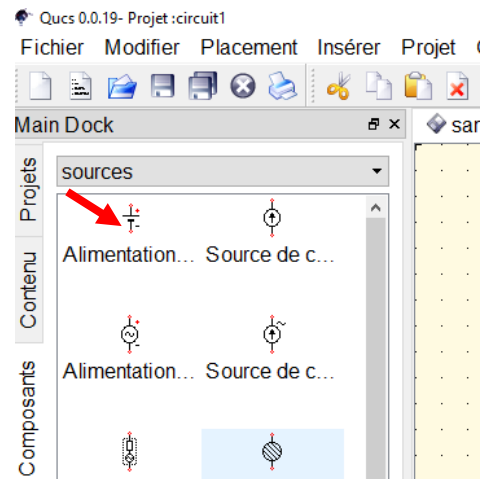 Qucs 0.0.19- Projet :circuit1
Fichier Modifier Placement Insérer Projet
Main Dock
sar
Projets
sources
Alimentation... Source de c...
Contenu
Alimentation... Source de c...
Composants